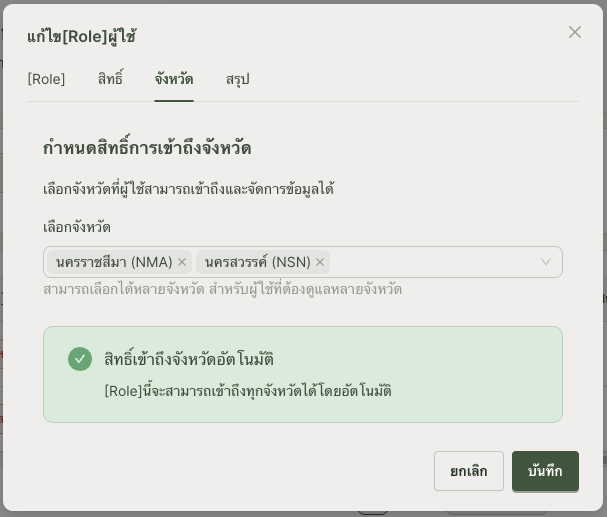 แก้ไข[Role]ผู้ใช้
[Role] สิทธิ์ จังหวัด สรุป
กำหนดสิทธิ์การเข้าถึงจังหวัด
เลือกจังหวัดที่ผู้ใช้สามารถเข้าถึงและจัดการข้อมูลได้
เลือกจังหวัด
นครราชสีมา (NMA) นครสวรรค์ (NSN)
สามารถเลือกได้หลายจังหวัด สำหรับผู้ใช้ที่ต้องดูแลหลายจังหวัด
สิทธิ์เข้าถึงจังหวัดอัตโนมัติ
[Role]นี้จะสามารถเข้าถึงทุกจังหวัดได้โดยอัตโนมัติ
ยกเลิก บันทึก